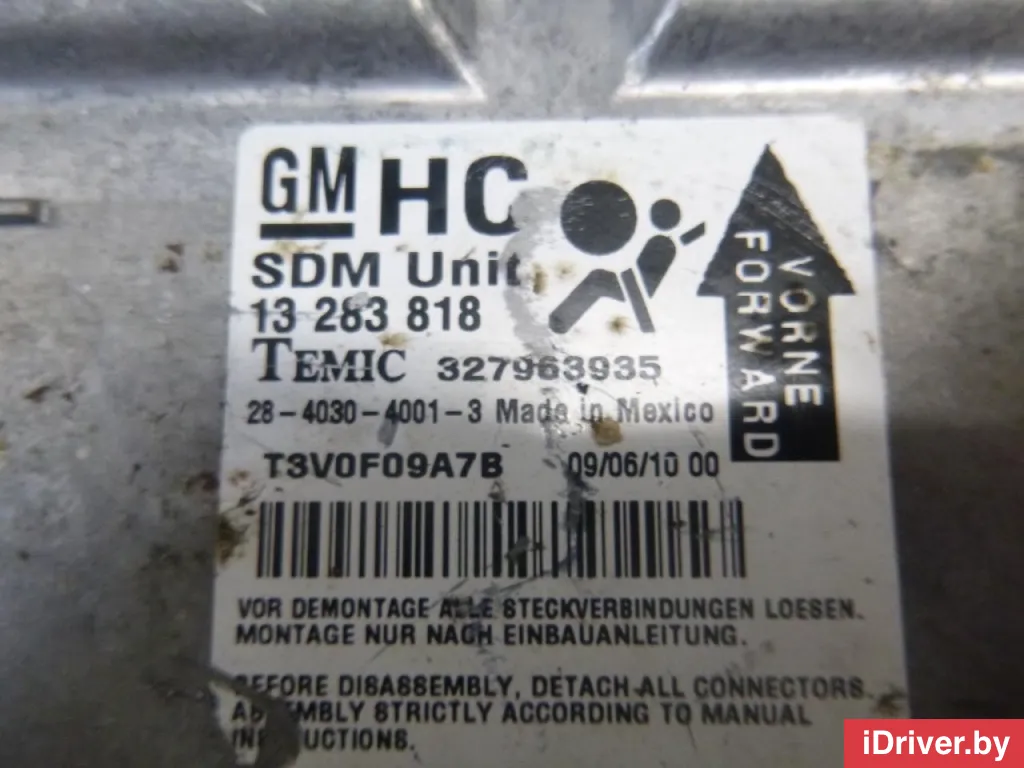 GM HC
SDM Unit
13 283 818
TEMIC 327963935
28-4030-4001-3 Made in Mexico
T3V0F09A7B 09/06/10 00
VORNE
FORWARD
VOR DEMONTAGE ALLE STECKVERBINDUNGEN LOESEN.
MONTAGE NUR NACH EINBAUANLEITUNG.
BEFORE DISASSEMBLY, DETACH ALL CONNECTORS.
ASSEMBLY STRICTLY ACCORDING TO MANUAL
INSTRUCTIONS.
iDriver.by